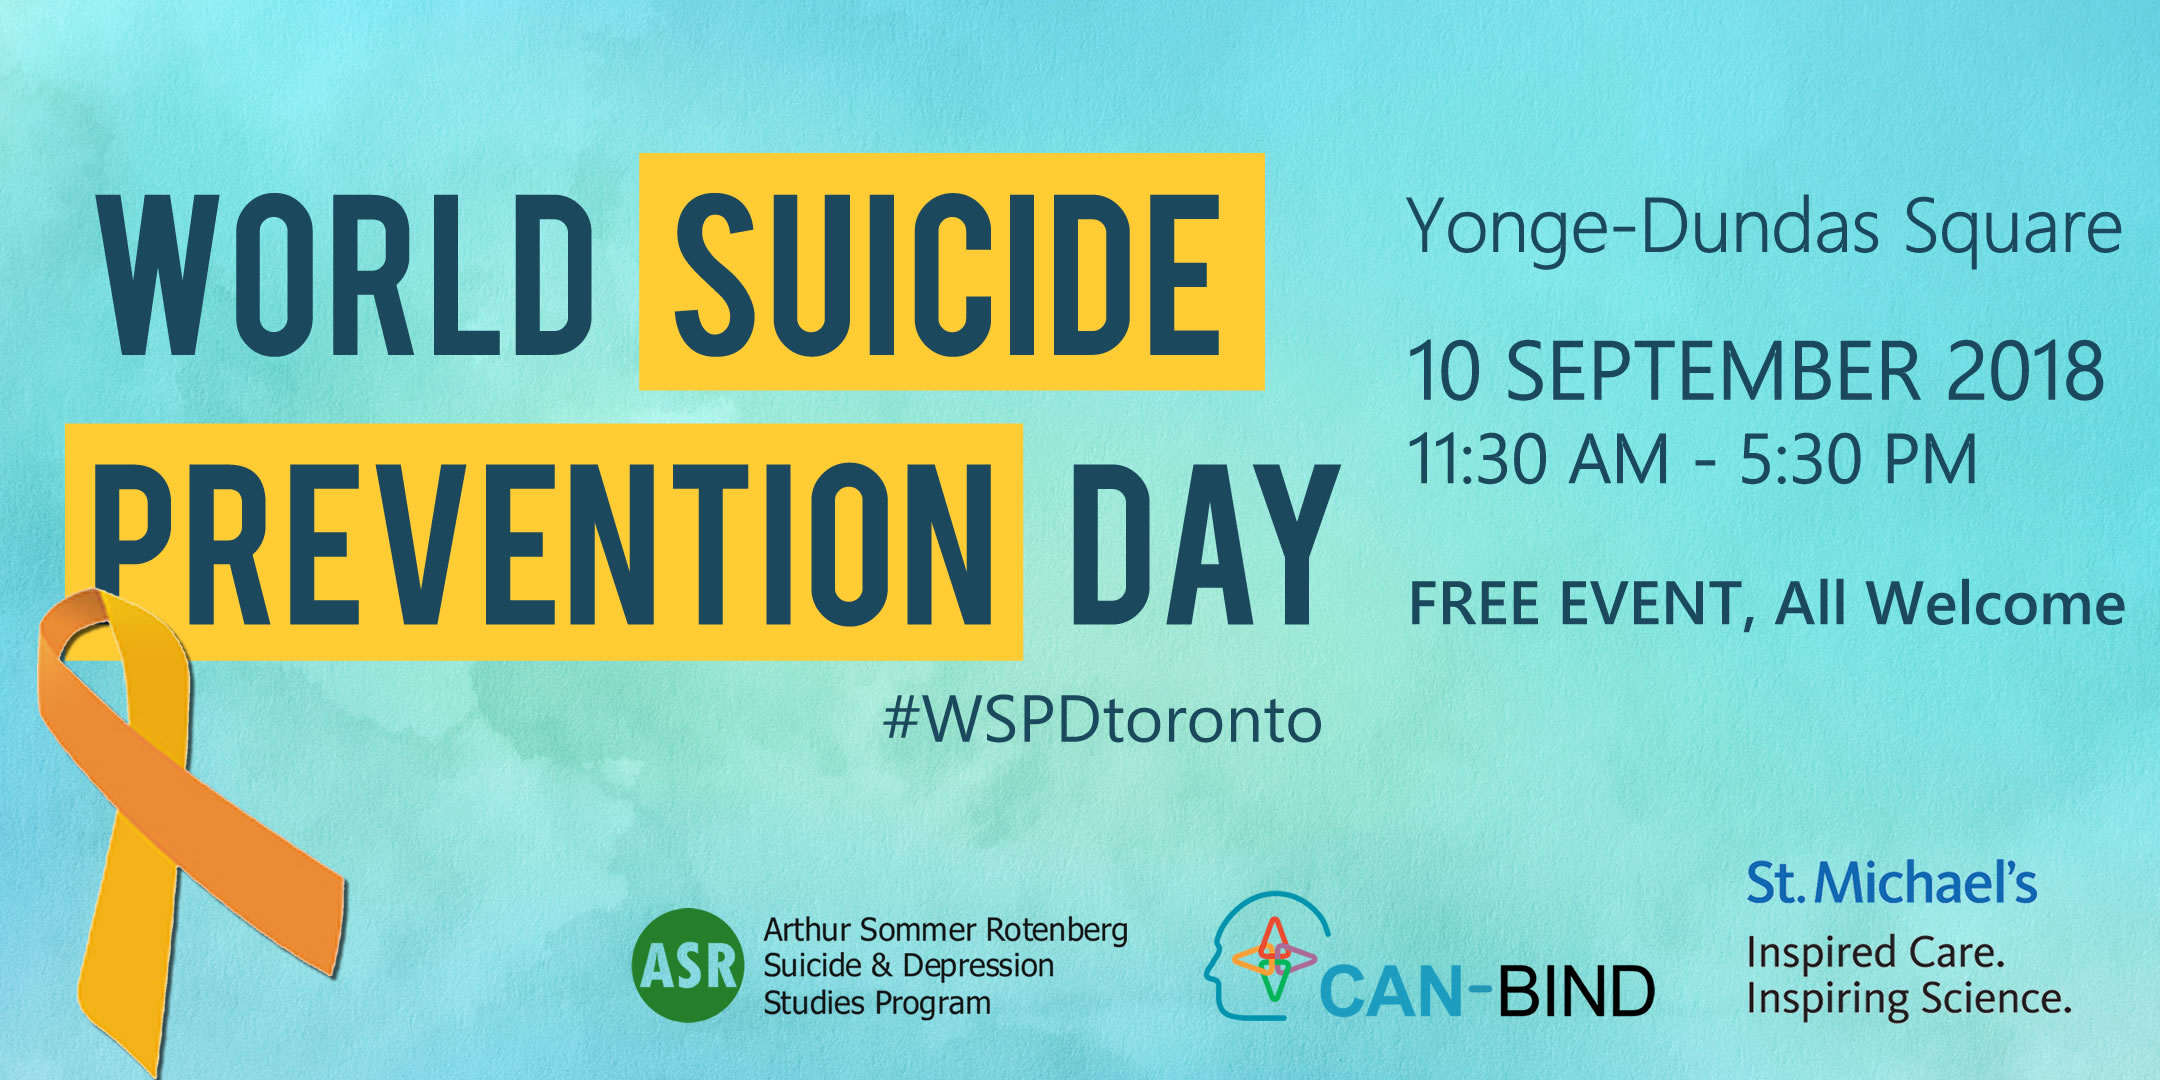 WORLD SUICIDE
PREVENTION DAY
#WSPDtoronto
Yonge-Dundas Square
10 SEPTEMBER 2018
11:30 AM - 5:30 PM
FREE EVENT, All Welcome
ASR
Arthur Sommer Rotenberg
Suicide & Depression
Studies Program
CAN-BIND
St. Michael's
Inspired Care.
Inspiring Science.